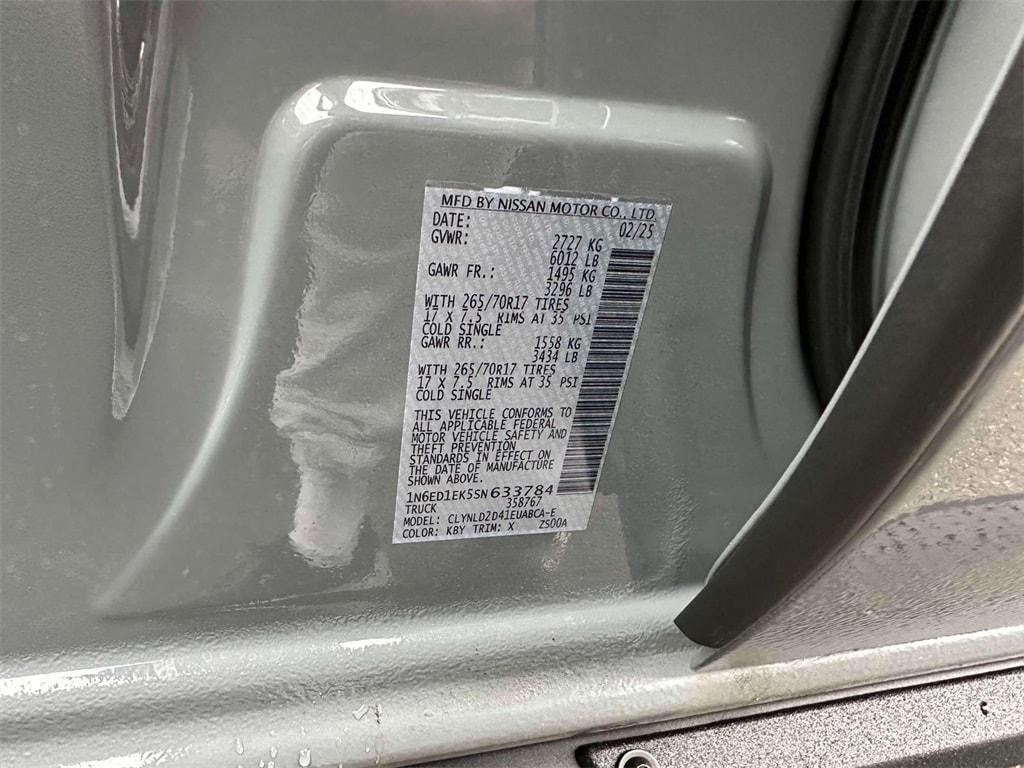 MFD BY NISSAN MOTOR CO., LTD.
DATE: 02/25
GVWR: 2727 KG
6012 LB
GAWR FR.: 1495 KG
3296 LB
WITH 265/70R17 TIRES
17 X 7.5 RIMS AT 35 PSI
COLD SINGLE
GAWR RR.: 1558 KG
3434 LB
WITH 265/70R17 TIRES
17 X 7.5 RIMS AT 35 PSI
COLD SINGLE
THIS VEHICLE CONFORMS TO
ALL APPLICABLE FEDERAL
MOTOR VEHICLE SAFETY AND
THEFT PREVENTION
STANDARDS IN EFFECT ON
THE DATE OF MANUFACTURE
SHOWN ABOVE.
1N6ED1EK5SN633784
TRUCK 358767
MODEL: CLYNLD2D41EUABCA-E
COLOR: KBY TRIM: X ZS00A